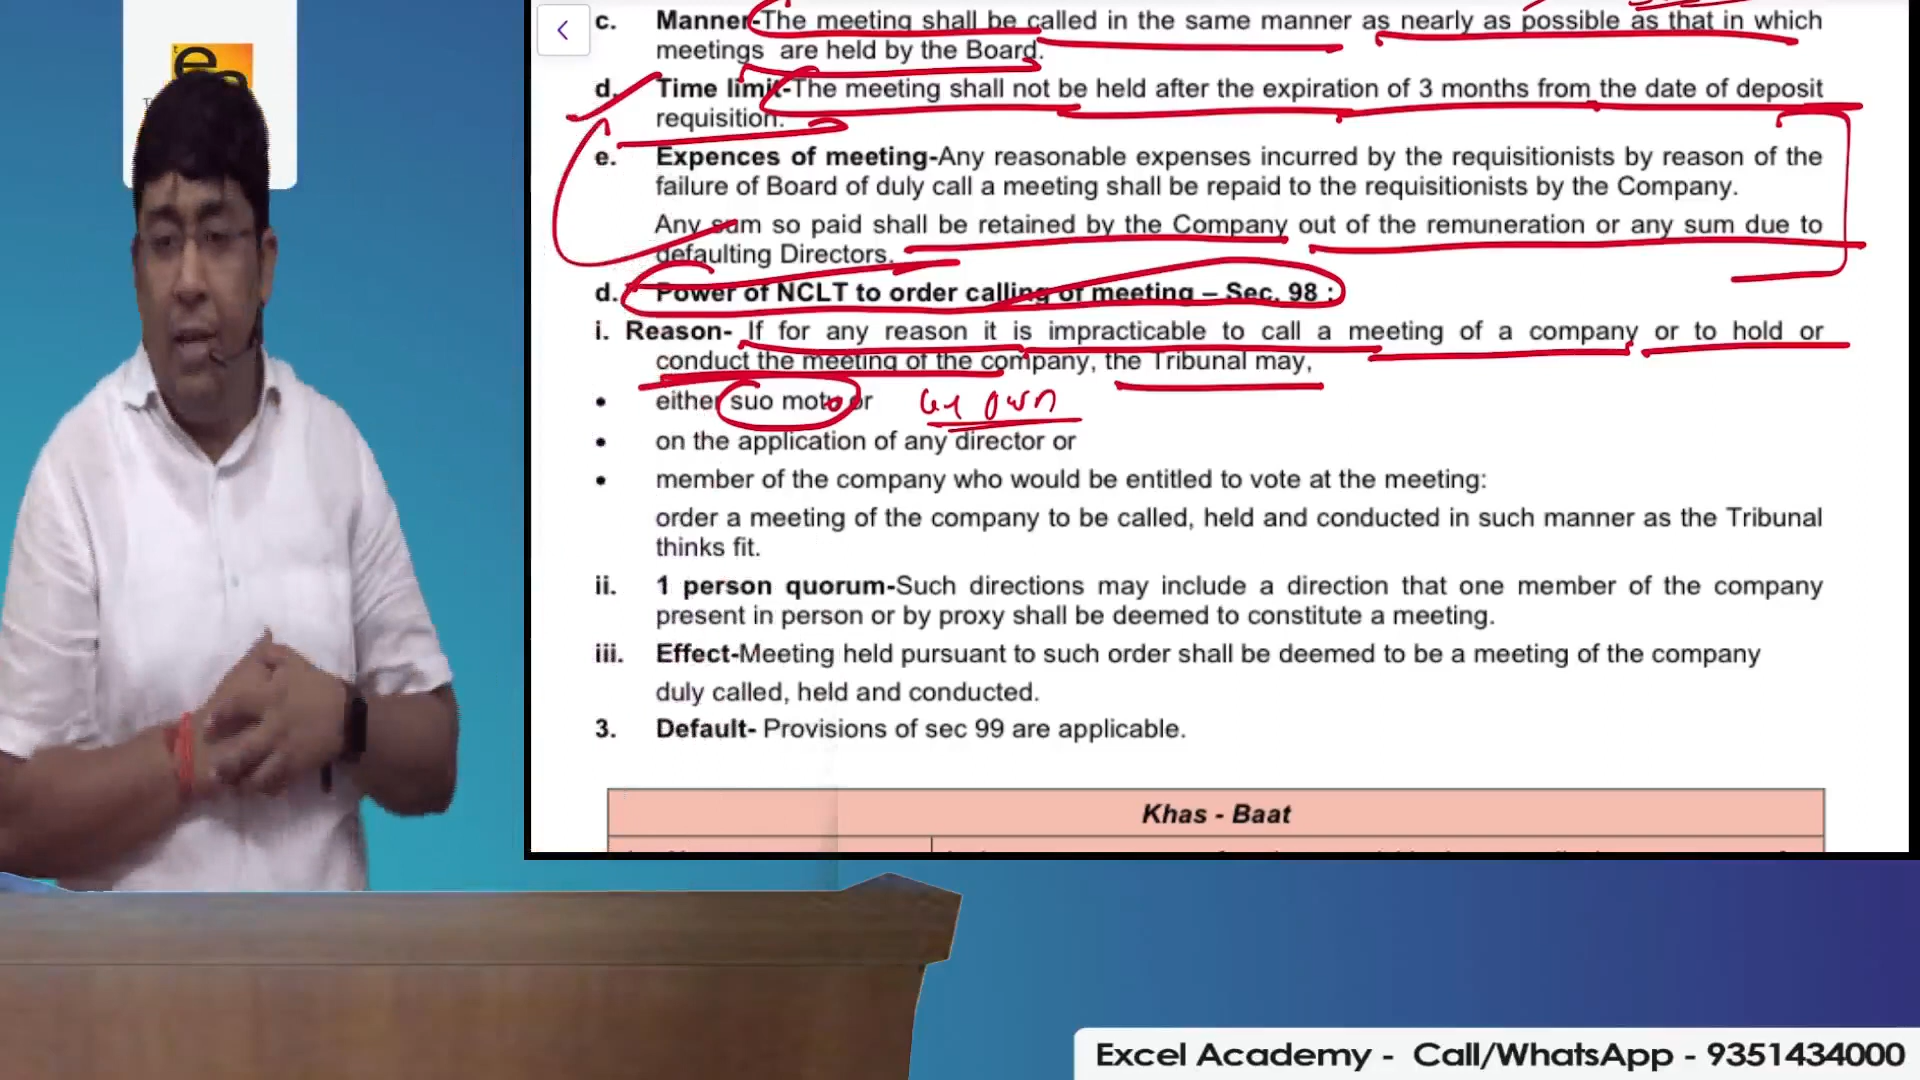 c. Manner-The meeting shall be called in the same manner as nearly as possible as that in which
meetings are held by the Board.
d. Time limit-The meeting shall not be held after the expiration of 3 months from the date of deposit
requisition.
e. Expences of meeting-Any reasonable expenses incurred by the requisitionists by reason of the
failure of Board of duly call a meeting shall be repaid to the requisitionists by the Company.
Any sum so paid shall be retained by the Company out of the remuneration or any sum due to
defaulting Directors.
d. Power of NCLT to order calling of meeting – Sec. 98 :
i. Reason- If for any reason it is impracticable to call a meeting of a company or to hold or
conduct the meeting of the company, the Tribunal may,
• either suo moto or own
• on the application of any director or
• member of the company who would be entitled to vote at the meeting:
order a meeting of the company to be called, held and conducted in such manner as the Tribunal
thinks fit.
ii. 1 person quorum-Such directions may include a direction that one member of the company
present in person or by proxy shall be deemed to constitute a meeting.
iii. Effect-Meeting held pursuant to such order shall be deemed to be a meeting of the company
duly called, held and conducted.
3. Default- Provisions of sec 99 are applicable.
Khas - Baat
Excel Academy - Call/WhatsApp - 9351434000